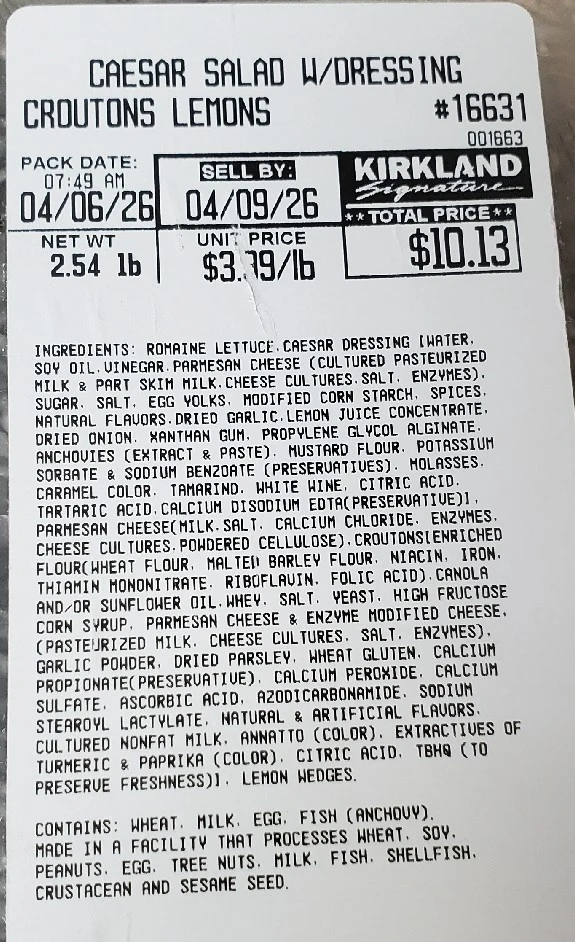 CAESAR SALAD W/DRESSING
CROUTONS LEMONS #16631
001663
PACK DATE: SELL BY: KIRKLAND
07:49 AM Signature
04/06/26 04/09/26 **TOTAL PRICE**
NET WT UNIT PRICE $10.13
2.54 lb $3.99/lb
INGREDIENTS: ROMAINE LETTUCE, CAESAR DRESSING [WATER,
SOY OIL, VINEGAR, PARMESAN CHEESE (CULTURED PASTEURIZED
MILK & PART SKIM MILK, CHEESE CULTURES, SALT, ENZYMES),
SUGAR, SALT, EGG YOLKS, MODIFIED CORN STARCH, SPICES,
NATURAL FLAVORS, DRIED GARLIC, LEMON JUICE CONCENTRATE,
DRIED ONION, XANTHAN GUM, PROPYLENE GLYCOL ALGINATE,
ANCHOVIES (EXTRACT & PASTE), MUSTARD FLOUR, POTASSIUM
SORBATE & SODIUM BENZOATE (PRESERVATIVES), MOLASSES,
CARAMEL COLOR, TAMARIND, WHITE WINE, CITRIC ACID,
TARTARIC ACID, CALCIUM DISODIUM EDTA(PRESERVATIVE)],
PARMESAN CHEESE(MILK, SALT, CALCIUM CHLORIDE, ENZYMES,
CHEESE CULTURES, POWDERED CELLULOSE), CROUTONS[ENRICHED
FLOUR(WHEAT FLOUR, MALTED BARLEY FLOUR, NIACIN, IRON,
THIAMIN MONONITRATE, RIBOFLAVIN, FOLIC ACID), CANOLA
AND/OR SUNFLOWER OIL, WHEY, SALT, YEAST, HIGH FRUCTOSE
CORN SYRUP, PARMESAN CHEESE & ENZYME MODIFIED CHEESE,
(PASTEURIZED MILK, CHEESE CULTURES, SALT, ENZYMES),
GARLIC POWDER, DRIED PARSLEY, WHEAT GLUTEN, CALCIUM
PROPIONATE(PRESERVATIVE), CALCIUM PEROXIDE, CALCIUM
SULFATE, ASCORBIC ACID, AZODICARBONAMIDE, SODIUM
STEAROYL LACTYLATE, NATURAL & ARTIFICIAL FLAVORS,
CULTURED NONFAT MILK, ANNATTO (COLOR), EXTRACTIVES OF
TURMERIC & PAPRIKA (COLOR), CITRIC ACID, TBHQ (TO
PRESERVE FRESHNESS)], LEMON WEDGES.
CONTAINS: WHEAT, MILK, EGG, FISH (ANCHOVY).
MADE IN A FACILITY THAT PROCESSES WHEAT, SOY,
PEANUTS, EGG, TREE NUTS, MILK, FISH, SHELLFISH,
CRUSTACEAN AND SESAME SEED.